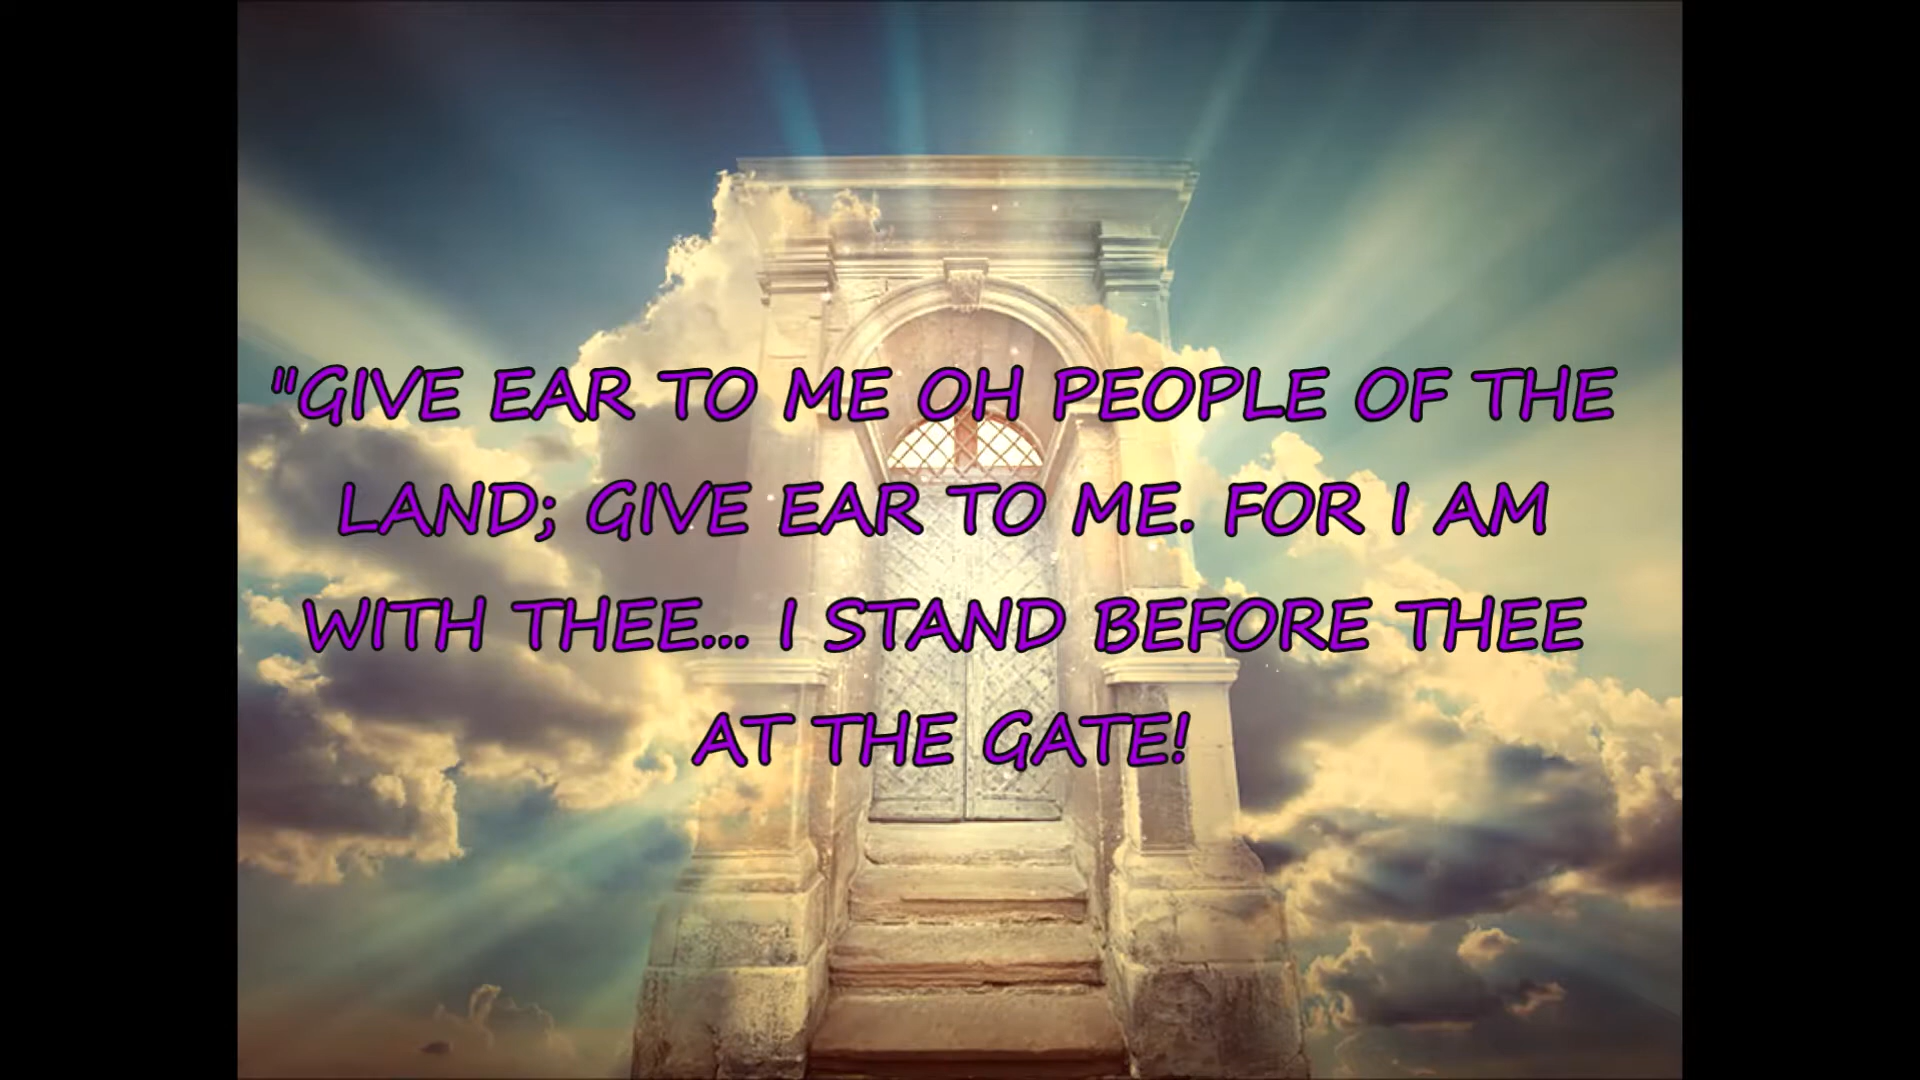 "GIVE EAR TO ME OH PEOPLE OF THE
LAND; GIVE EAR TO ME. FOR I AM
WITH THEE... I STAND BEFORE THEE
AT THE GATE!